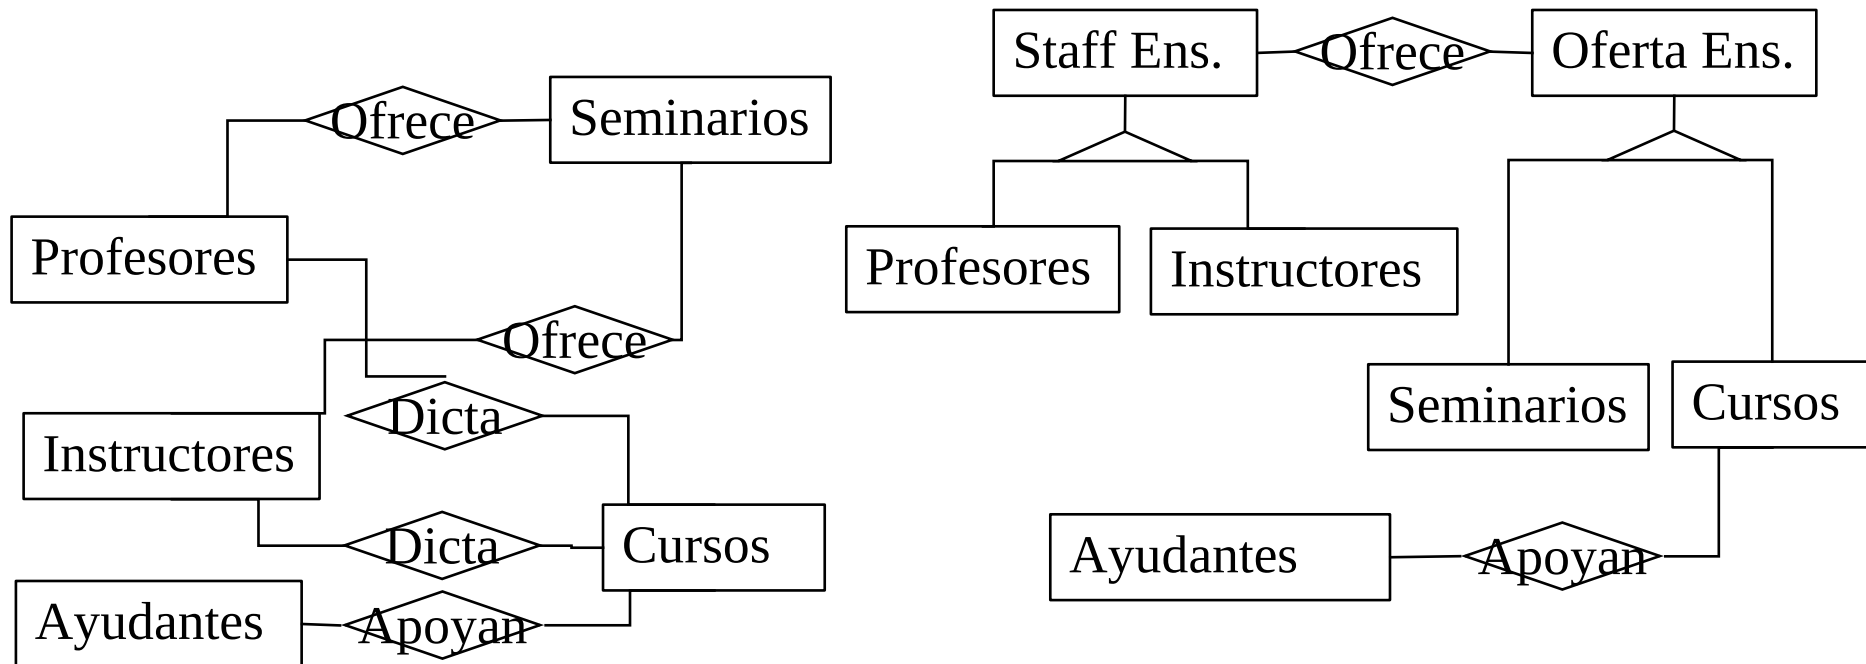 Ofrece
Seminarios
Profesores
Ofrece
Dicta
Instructores
Dicta
Cursos
Ayudantes
Apoyan
Staff Ens.
Ofrece
Oferta Ens.
Profesores
Instructores
Seminarios
Cursos
Ayudantes
Apoyan